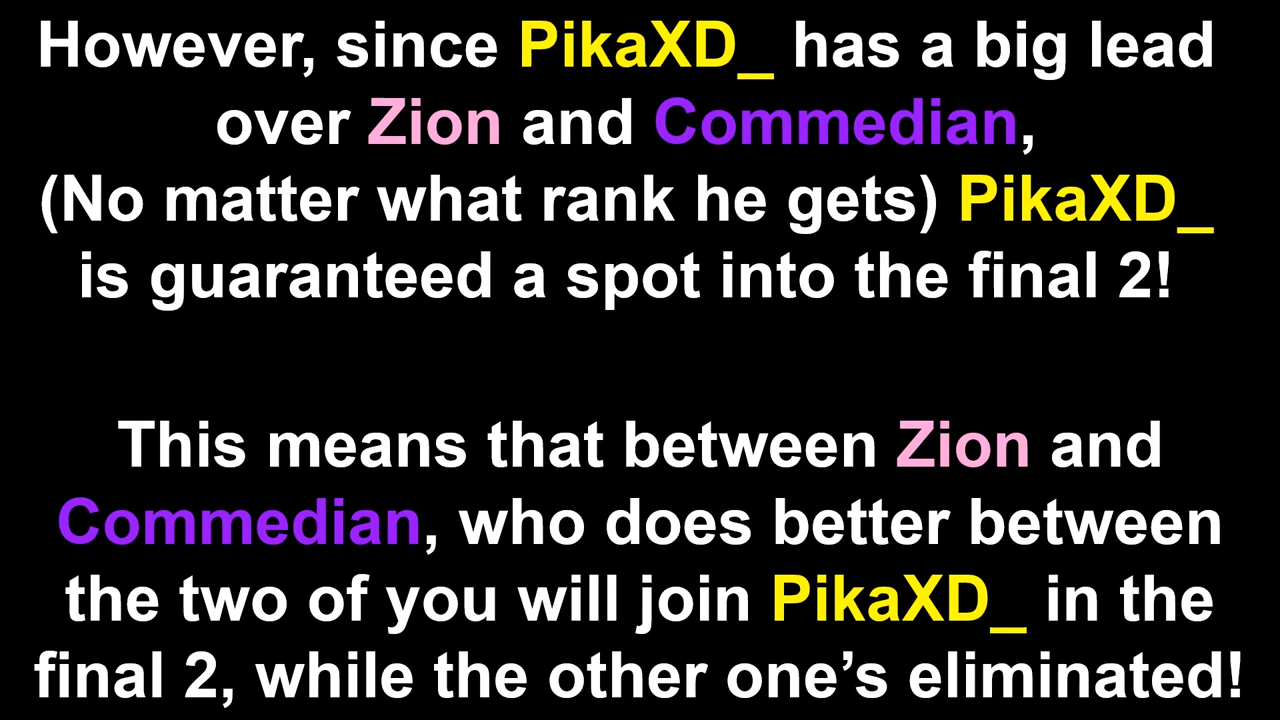 However, since PikaXD_ has a big lead
over Zion and Commedian,
(No matter what rank he gets) PikaXD_
is guaranteed a spot into the final 2!
This means that between Zion and
Commedian, who does better between
the two of you will join PikaXD_ in the
final 2, while the other one’s eliminated!